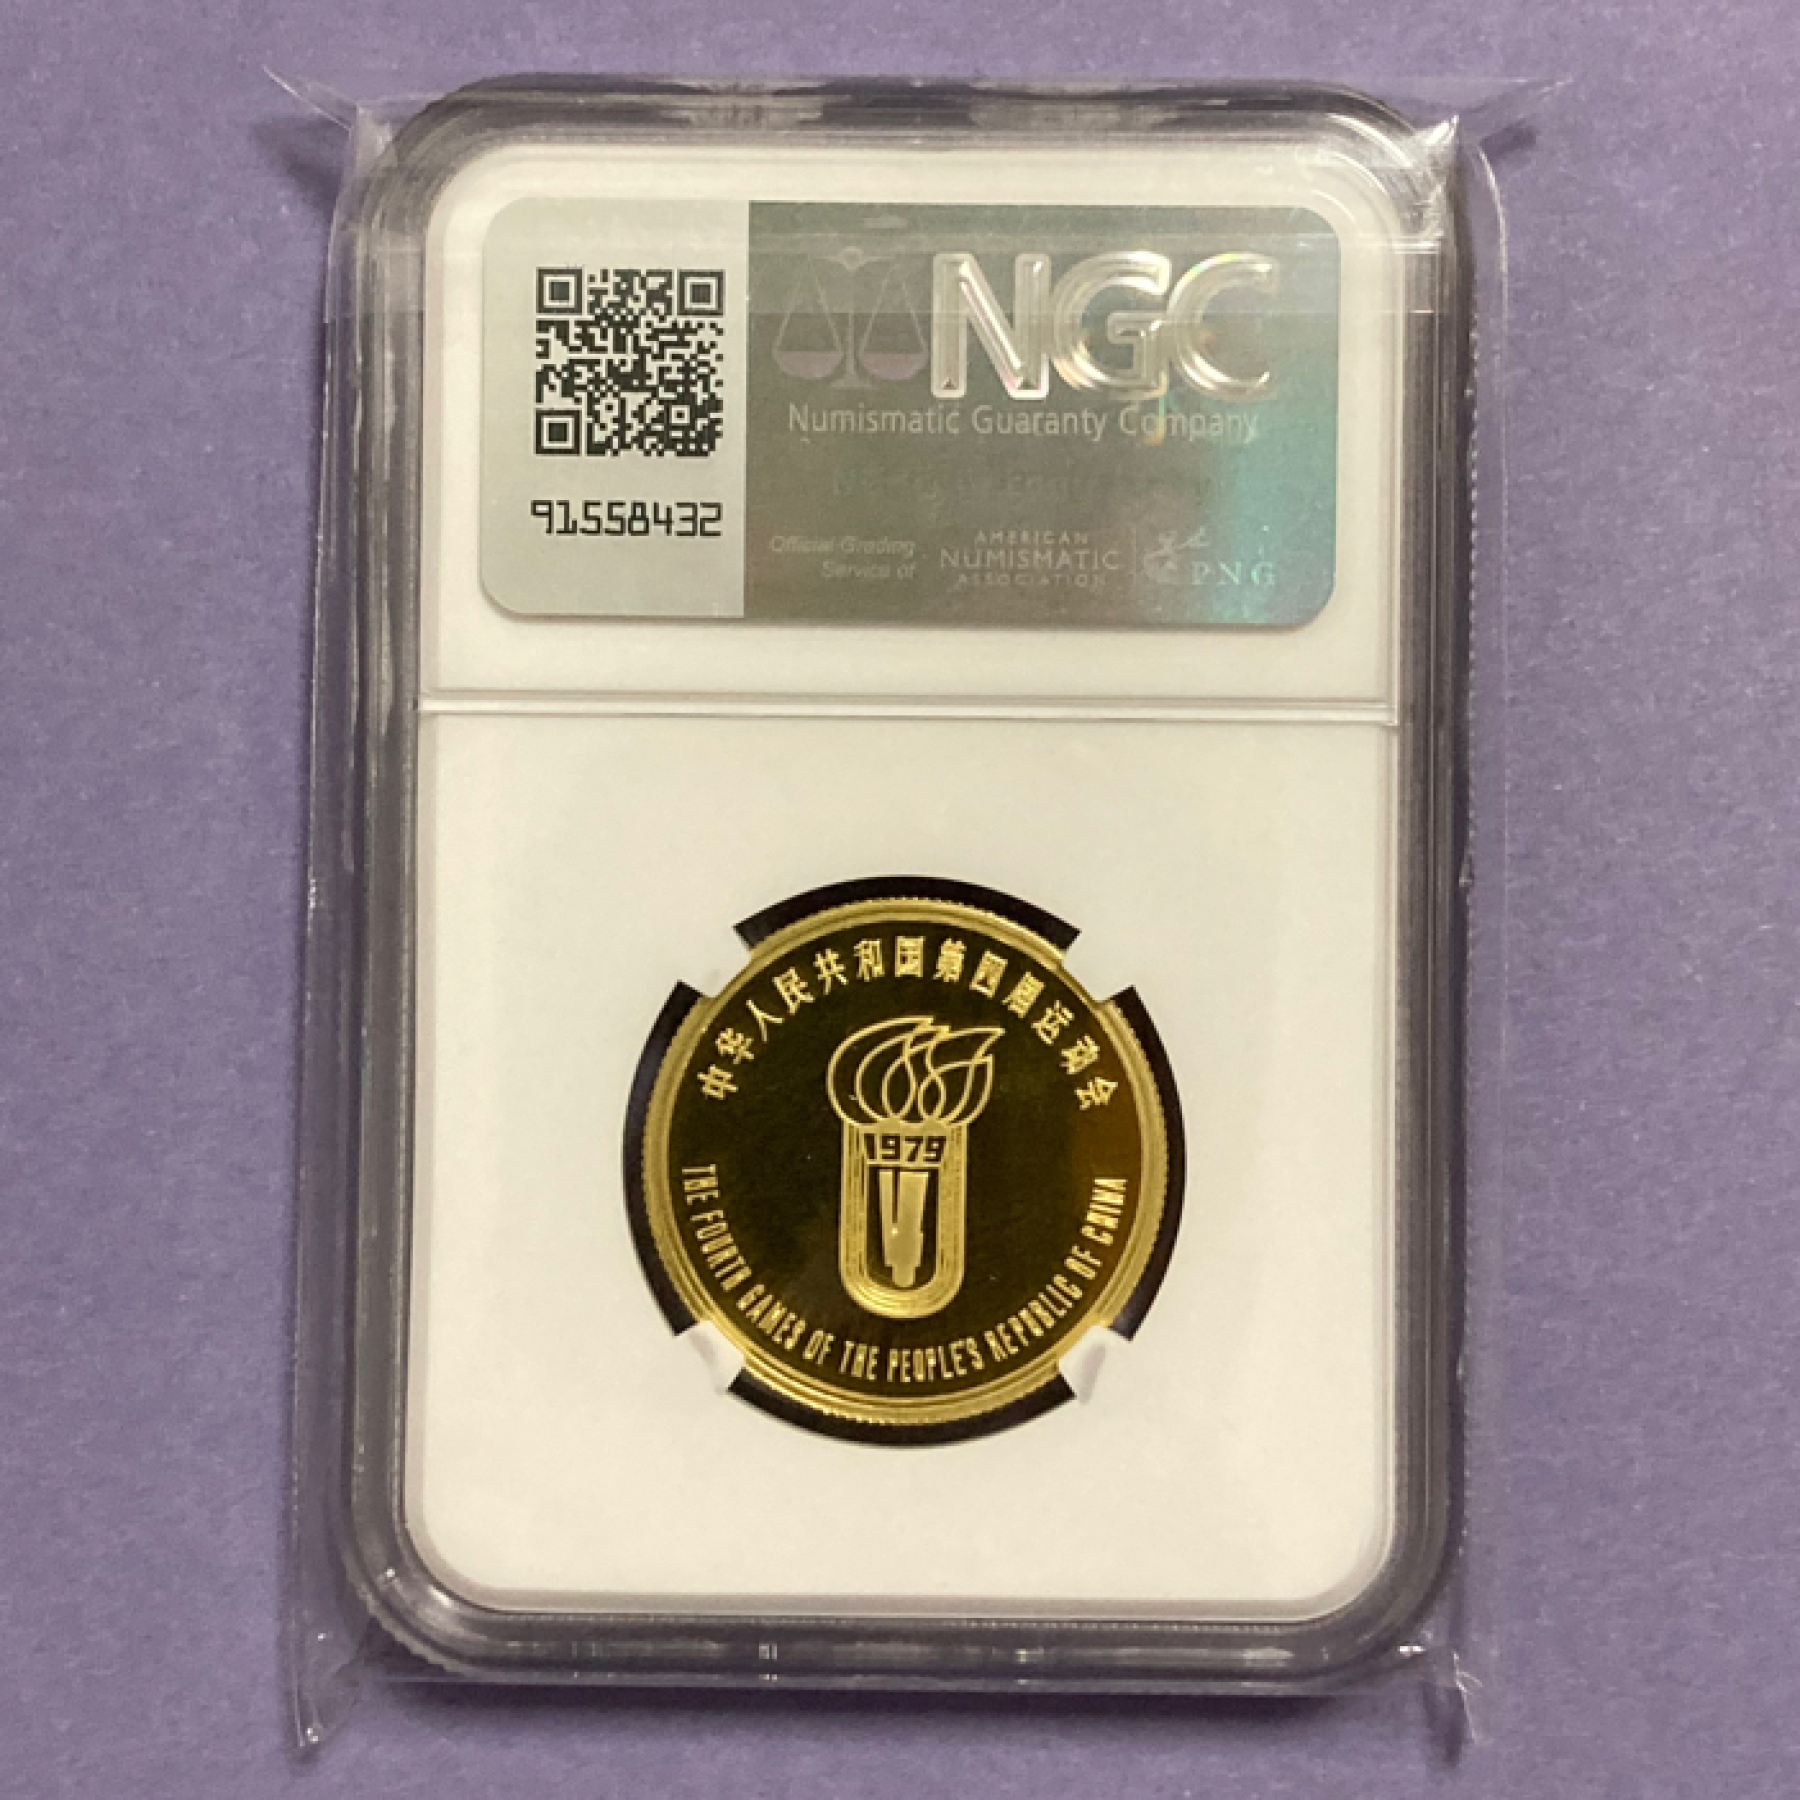 NGC
Numismatic Guaranty Company
91558432
Official Grading
Service of
AMERICAN
NUMISMATIC
ASSOCIATION
PNG
中华人民共和国第四届运动会
1979
THE FOURTH GAMES OF THE PEOPLE'S REPUBLIC OF CHINA